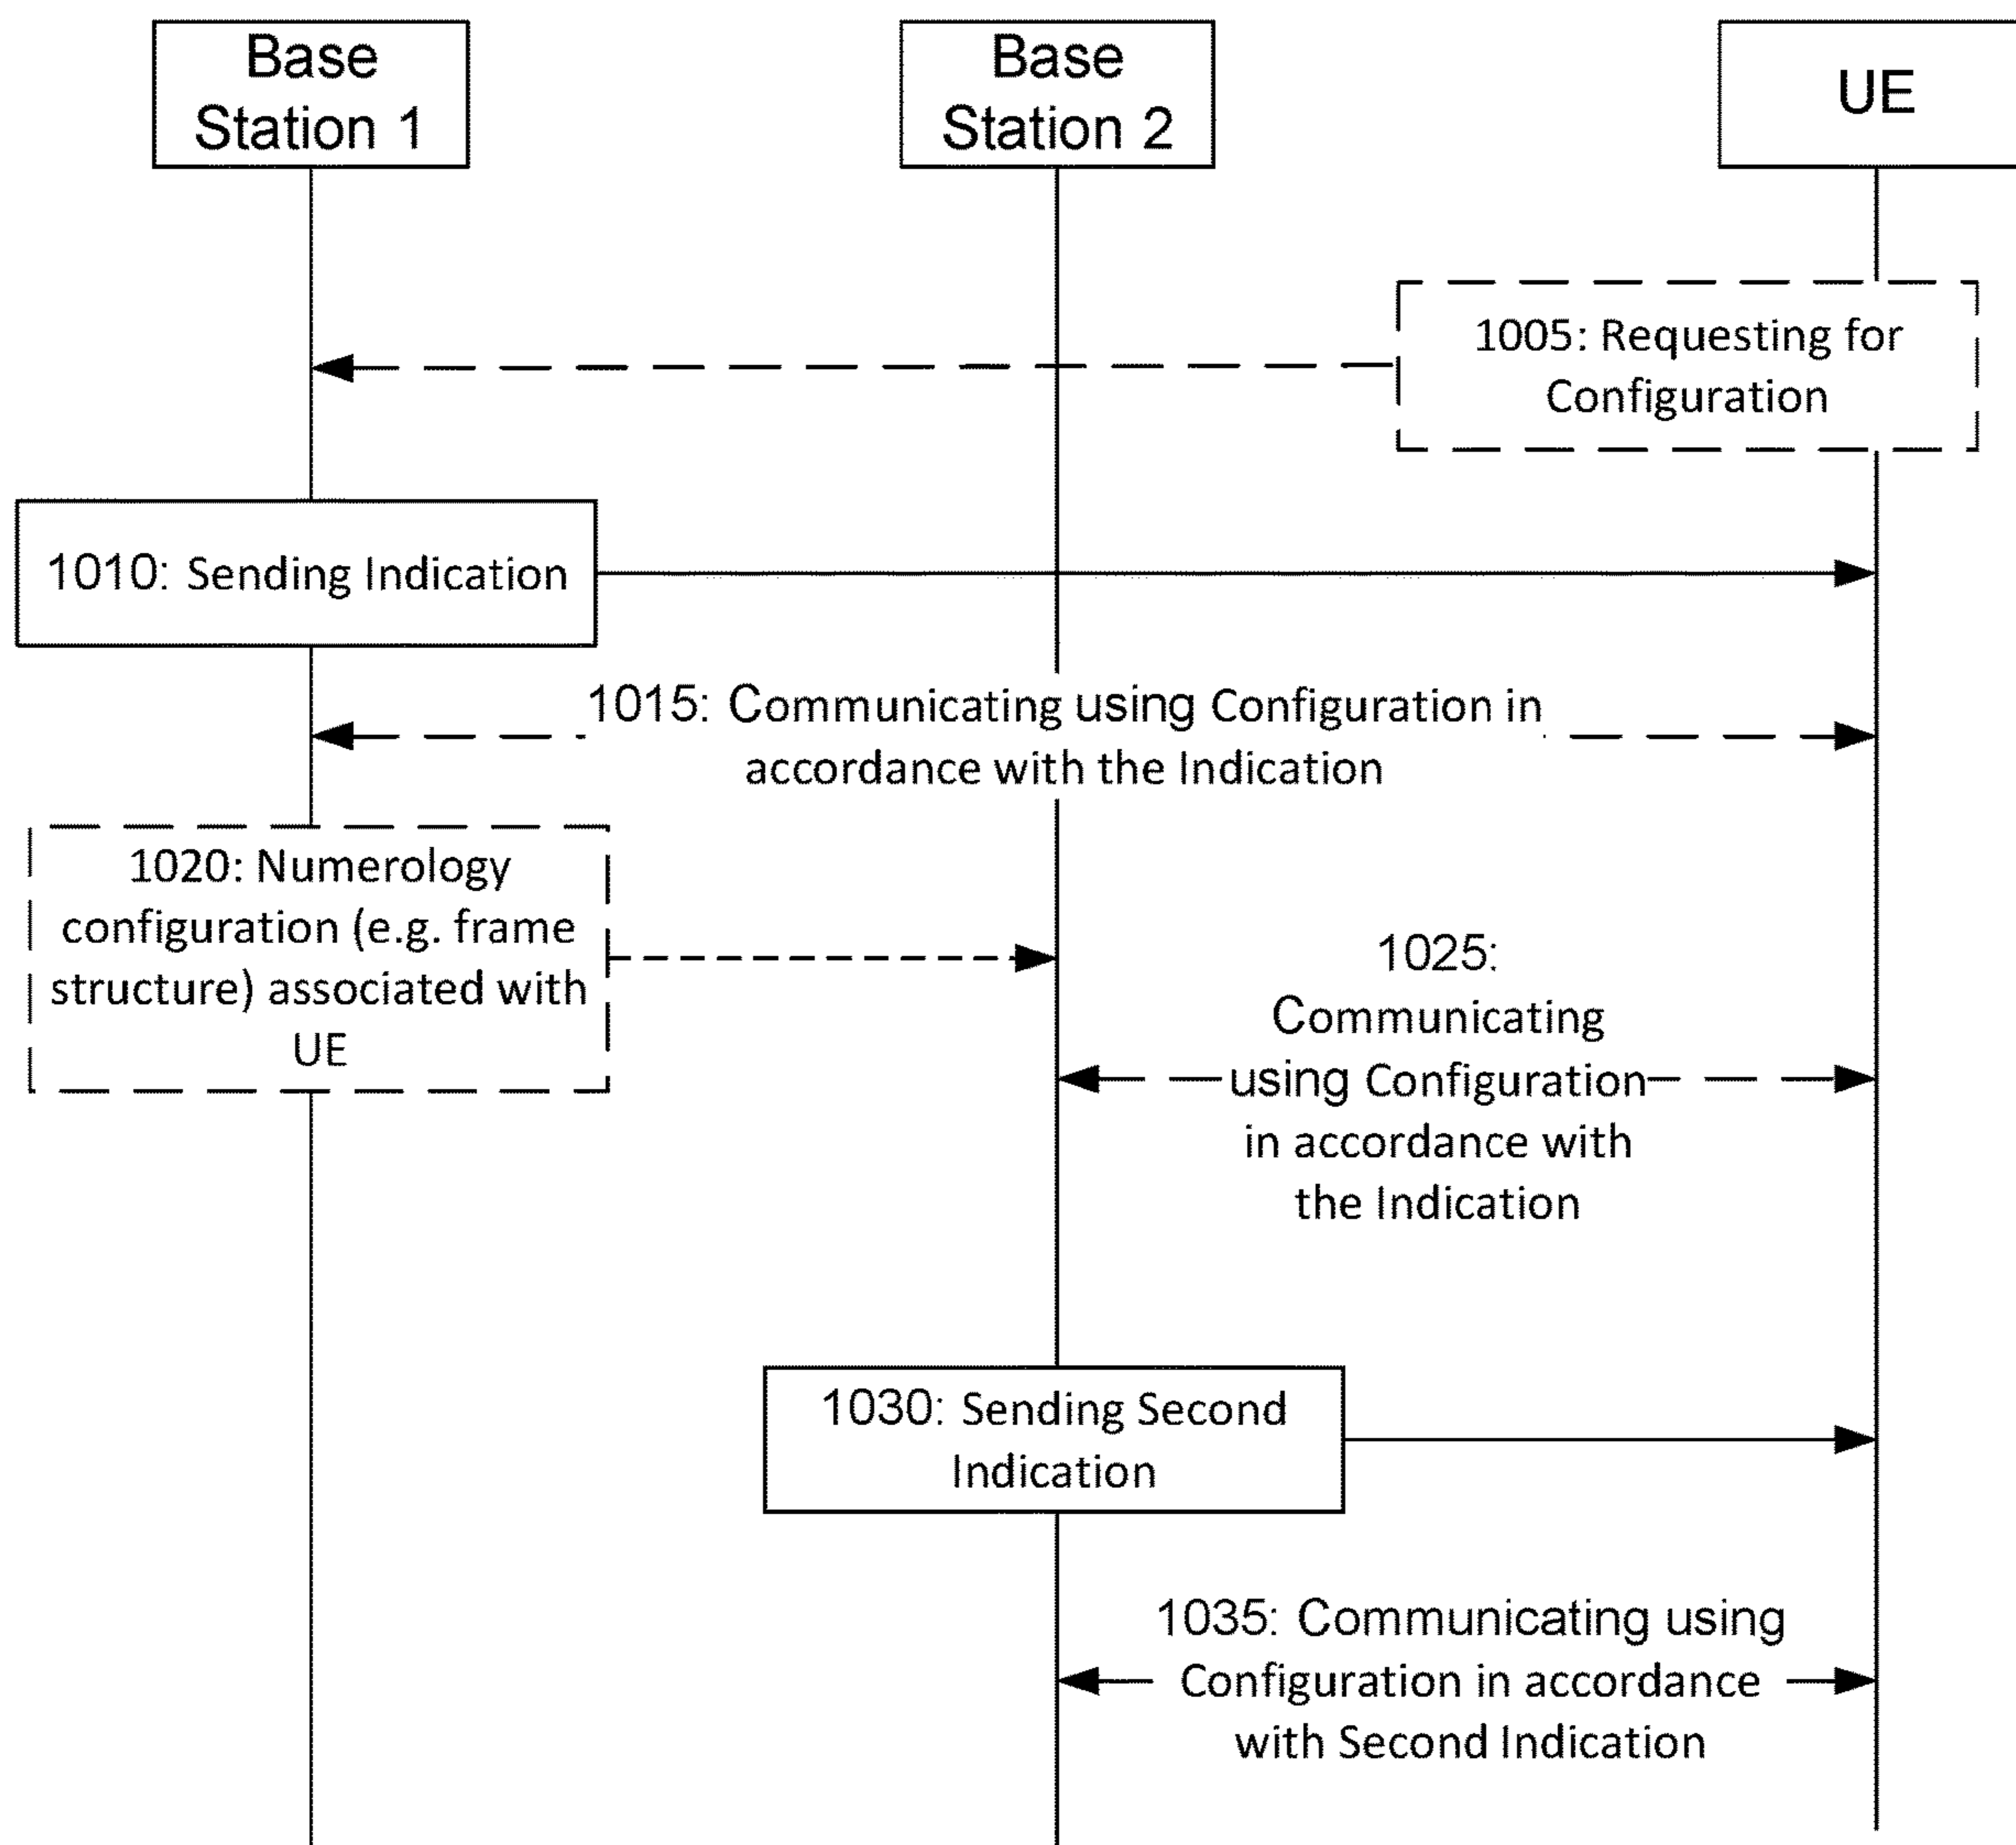 Base
Station 1
Base
Station 2
UE
1005: Requesting for
Configuration
1010: Sending Indication
1015: Communicating using Configuration in
accordance with the Indication
1020: Numerology
configuration (e.g. frame
structure) associated with
UE
1025:
Communicating
using Configuration
in accordance with
the Indication
1030: Sending Second
Indication
1035: Communicating using
Configuration in accordance
with Second Indication